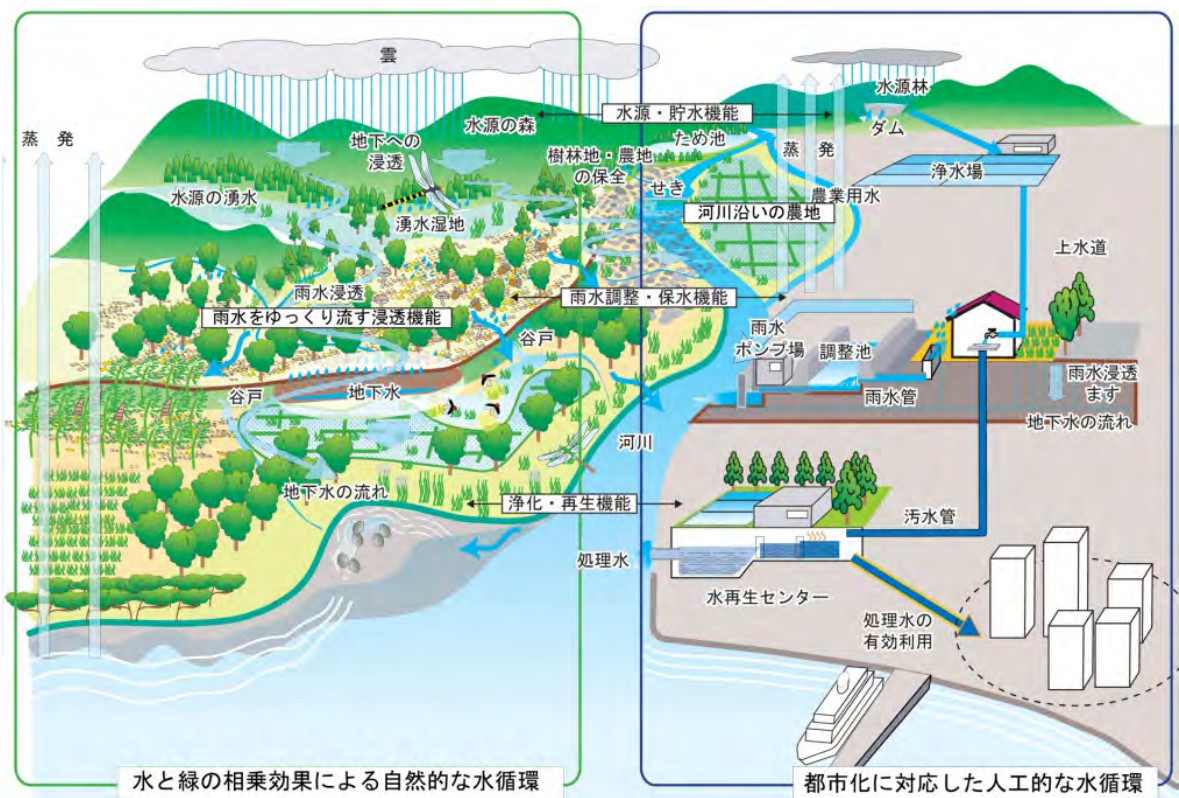 雲
水源林
水源・貯水機能
ダム
水源の森
ため池
蒸 発
地下への
浸透
樹林地・農地
の保全
蒸 発
浄水場
せき
農業用水
水源の湧水
湧水湿地
河川沿いの農地
上水道
雨水浸透
雨水調整・保水機能
雨水をゆっくり流す浸透機能
谷戸
雨水
ポンプ場
調整池
雨水浸透
ます
谷戸
地下水
雨水管
地下水の流れ
河川
地下水の流れ
浄化・再生機能
汚水管
処理水
水再生センター
処理水の
有効利用
水と緑の相乗効果による自然的な水循環
都市化に対応した人工的な水循環